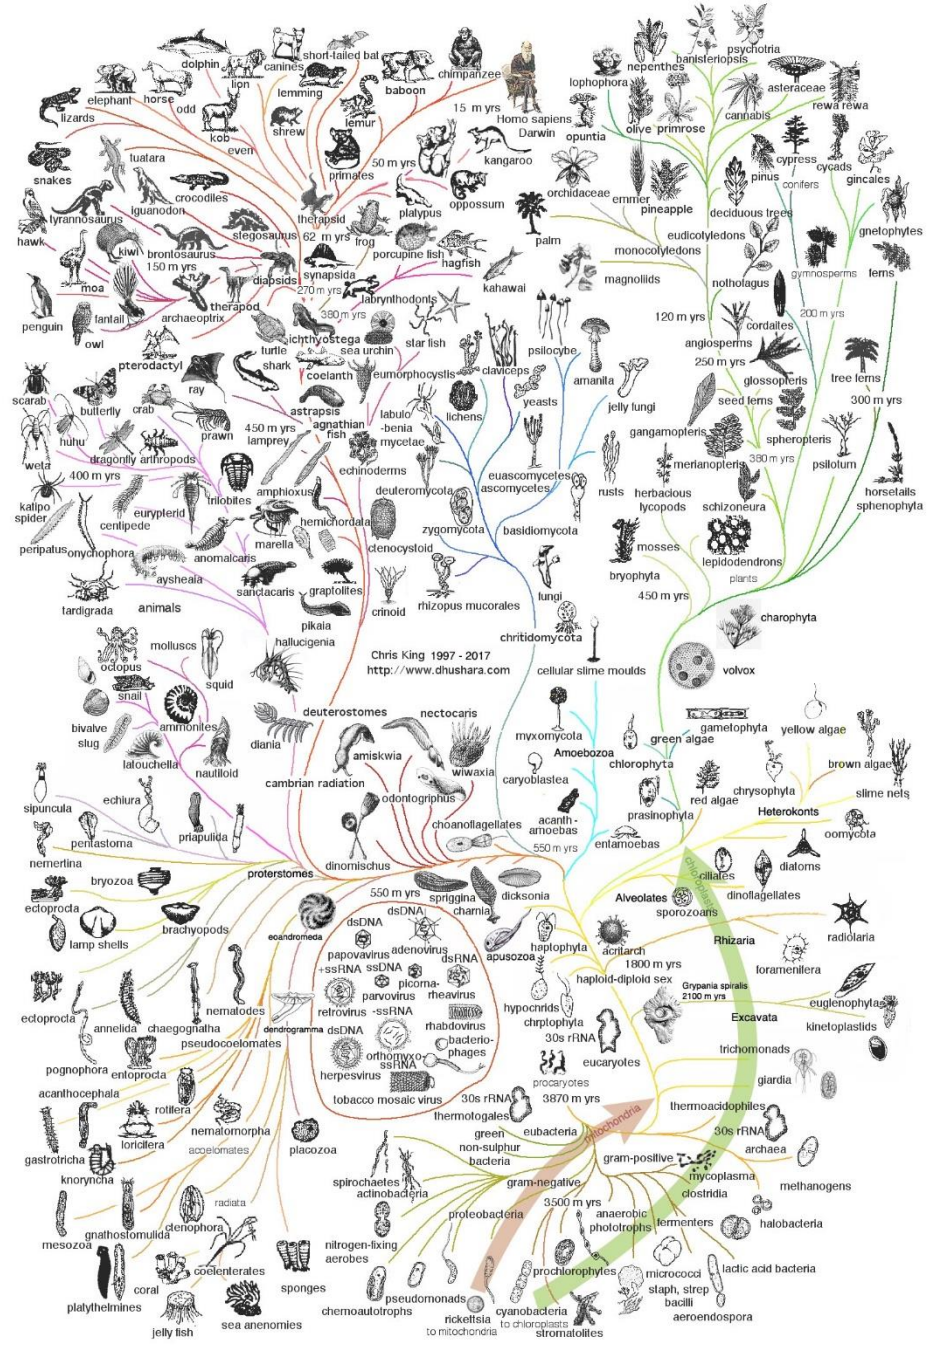 dolphin
lion
canines
short-tailed bat
baboon
chimpanzee
elephant
horse
odd
lemming
lizards
kob
even
shrew
lemur
15 m yrs
Homo sapiens
Darwin
primates
50 m yrs
kangaroo
tuatara
snakes
iguanodon
crocodiles
therapsid
platypus
oppossum
tyrannosaurus
stegosaurus
62 m yrs
frog
porcupine fish
hawk
kiwi
brontosaurus
150 m yrs
diapsids
synapsida
270 m yrs
hagfish
kahawai
moa
penguin
fantail
archaeoptrix
therapod
labrynthodonts
380 m yrs
owl
pterodactyl
turtle
ichthyostega
sea urchin
star fish
ray
shark
coelanth
eumorphocystis
scarab
butterlfy
crab
prawn
astrapsis
450 m yrs
lamprey
agnathian
fish
labulo
-benia
mycetae
huhu
weta
dragonlly
arthropods
400 m yrs
echinoderms
deuteromycota
kalipo
spider
centipede
eurypterid
trilobites
amphioxus
hemichordala
ctenocystoid
peripatus
onychophora
anomalcaris
marella
aysheaia
sanctacaris
graptolites
tardigrada
animals
pikaia
crinoid
hallucigenia
nepenthes
banisteriopsis
psychotria
lophophora
olive
primrose
cannabis
asteraceae
rewa rewa
opuntia
orchidaceae
emmer
pineapple
pinus
cypress
conifers
cycads
gincales
palm
deciduous trees
eudicolyledons
monocolyledons
magnoliids
gnetophytes
nothofagus
gymnosperms
ferns
200 m yrs
120 m yrs
cordaites
angiosperms
250 m yrs
glossopteris
tree ferns
300 m yrs
psilocybe
amanita
claviceps
yeasts
lichens
jelly fungi
seed ferns
gangamopteris
spheropteris
merianopteris
380 m yrs
psilotum
euascomycetes
ascomycetes
rusts
herbacious
lycopods
schizoneura
horsetails
sphenophyta
zygomycota
basidiomycota
mosses
bryophyta
lepidodendrons
plants
rhizopus mucorales
fungi
450 m yrs
chritidomycota
charophyta
Chris King 1997 - 2017
http://www.dhushara.com
cellular slime moulds
volvox
octopus
molluscs
squid
snail
bivalve
slug
ammonites
latouchella
nautiloid
diania
deuterostomes
nectocaris
amiskwia
wiwaxia
cambrian radiation
odontogriphus
choanoflagellates
550 m yrs
dinomischus
myxomycota
Amoebozoa
caryoblastea
acanth-
amoebas
entamoebas
green algae
chlorophyta
gametophyta
yellow algae
brown algae
chrysophyta
slime nets
red algae
prasinophyta
Heterokonts
oomycota
sipuncula
echiura
pentastoma
priapulida
nemertina
bryozoa
proterstomes
ectoprocta
lamp shells
brachyopods
550 m yrs
spriggina
charnia
dicksonia
eoandromeda
chloroplasts
ciliates
diatoms
Alveolates
sporozoans
dinoflagellates
Rhizaria
radiolaria
foramenifera
haptophyta
apusozoa
acritarch
1800 m yrs
haploid-diploid sex
dsDNA
dsDNA
papovavirus
adenovirus
dsRNA
+ssRNA
ssDNA
picorna-
parvovirus
rheavirus
retrovirus
-ssRNA
rhabdovirus
dsDNA
bacterio-
phages
orthomyxo-
ssRNA
herpesvirus
tobacco mosaic virus
ectoprocla
annelida
chaegognatha
nematodes
pseudocoelomates
dendrogramma
hypocnrids
chrptophyta
Grypania spiralis
2100 m yrs
Excavata
euglenophyta
kinetoplastids
30s rRNA
eucaryotes
procaryotes
3870 m yrs
trichomonads
giardia
pognophora
entoprocta
acanthocephala
rotifera
loricifera
nematomorpha
acoelomates
placozoa
gastrotricha
knoryncha
30s rRNA
thermotogales
eubacteria
mitochondria
thermoacidophiles
30s rRNA
archaea
green
non-sulphur
bacteria
gram-positive
mycoplasma
clostridia
methanogens
spirochaetes
actinobacteria
gram-negative
3500 m yrs
proteobacteria
anaerobic
phototrophs
fermenters
halobacteria
radiata
mesozoa
gnathostomulida
ctenophora
coelenterates
coral
sponges
platythelmines
jelly fish
sea anenomies
nitrogen-fixing
aerobes
prochlorophytes
micrococci
lactic acid bacteria
staph, strep
bacilli
aeroendospora
pseudomonads
chemoautotrophs
rickettsia
to mitochondria
cyanobacteria
to chloroplasts
stromatolites